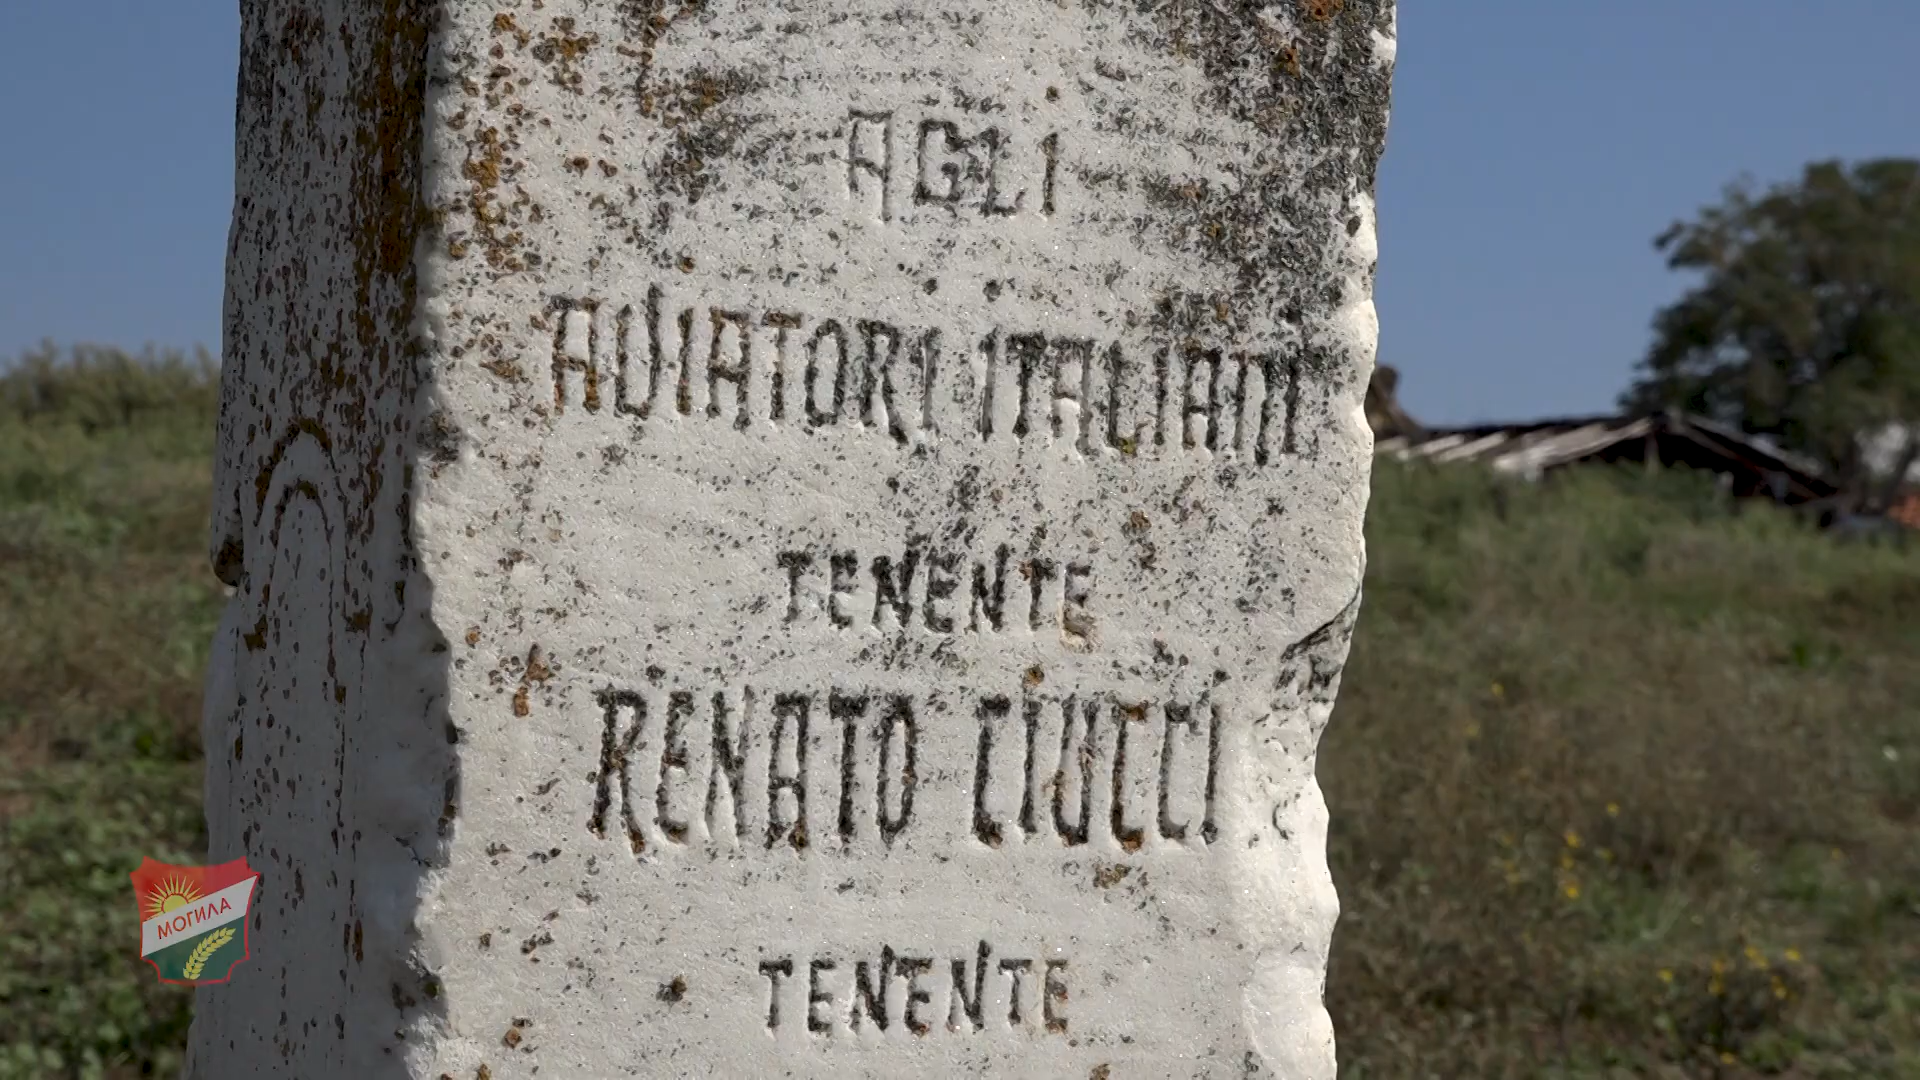 AGLI
AVIATORI ITALIANI
TENENTE
RENATO CIUCCI
TENENTE
МОГИЛА